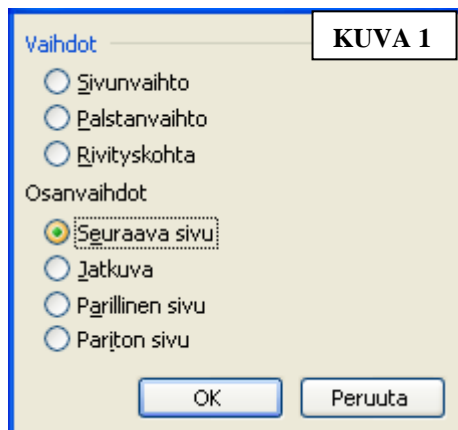 KUVA 1
Vaihdot
Sivunvaihto
Palstanvaihto
Rivityskohta
Osanvaihdot
Seuraava sivu
Jatkuva
Parillinen sivu
Pariton sivu
OK Peruuta